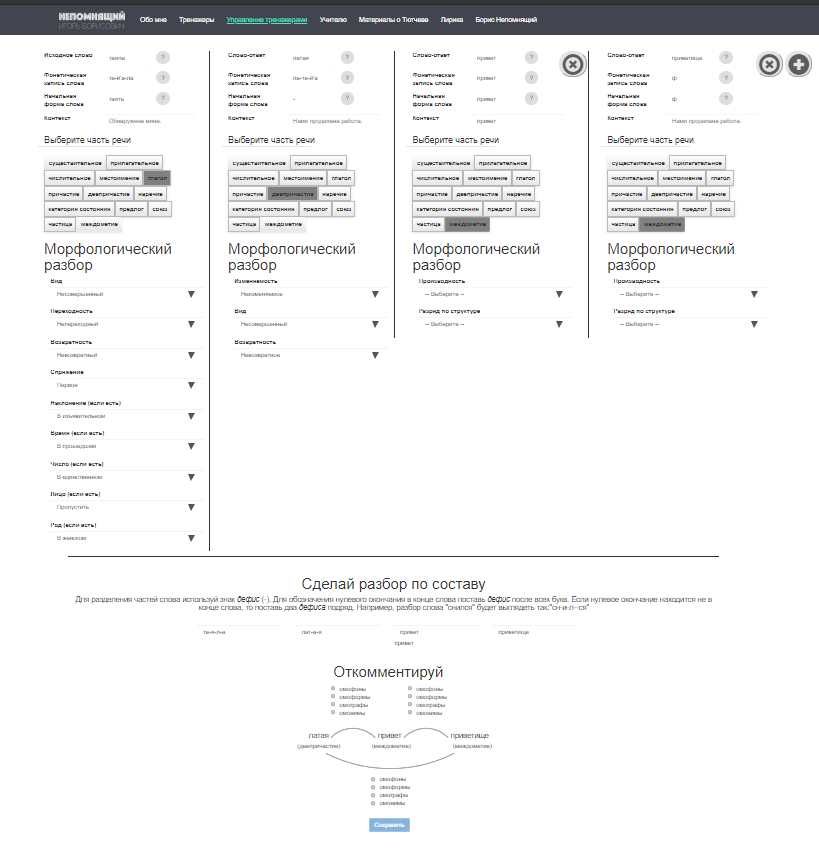 НЕПОМНЯЩИЙ
ИГОРЬ БОРИСОВИЧ
Обо мне Тренажеры Управление тренажерами Учителю Материалы о Тютчеве Лирика Борис Непомнящий
Исходное слово таяла ?
Фонетическая запись слова та-й'а-ла ?
Начальная форма слова таять ?
Контекст Обнаружена мина.
Выберите часть речи
существительное прилагательное
числительное местоимение глагол
причастие деепричастие наречие
категория состояния предлог союз
частица междометие
Морфологический разбор
Вид
Несовершенный
Переходность
Непереходный
Возвратность
Невозвратный
Спряжение
Первое
Наклонение (если есть)
В изъявительном
Время (если есть)
В прошедшем
Число (если есть)
В единственном
Лицо (если есть)
Пропустить
Род (если есть)
В женском
Слово-ответ латая ?
Фонетическая запись слова ла-та-й'а ?
Начальная форма слова - ?
Контекст Нами проделана работа.
Выберите часть речи
существительное прилагательное
числительное местоимение глагол
причастие деепричастие наречие
категория состояния предлог союз
частица междометие
Морфологический разбор
Изменяемость
Неизменяемое
Вид
Несовершенный
Возвратность
Невозвратное
Слово-ответ привет ?
Фонетическая запись слова привет ?
Начальная форма слова привет ?
Контекст привет
Выберите часть речи
существительное прилагательное
числительное местоимение глагол
причастие деепричастие наречие
категория состояния предлог союз
частица междометие
Морфологический разбор
Производность
-- Выберите --
Разряд по структуре
-- Выберите --
Слово-ответ приветище ?
Фонетическая запись слова ф ?
Начальная форма слова ф ?
Контекст Нами проделана работа.
Выберите часть речи
существительное прилагательное
числительное местоимение глагол
причастие деепричастие наречие
категория состояния предлог союз
частица междометие
Морфологический разбор
Производность
-- Выберите --
Разряд по структуре
-- Выберите --
Сделай разбор по составу
Для разделения частей слова используй знак дефис (-). Для обозначения нулевого окончания в конце слова поставь дефис после всех букв. Если нулевое окончание находится не в
конце слова, то поставь два дефиса подряд. Например, разбор слова "снился" будет выглядеть так:"сн-и-л--ся"
та-я-л-а лат-а-я привет приветище
привет
Откомментируй
омофоны омофоны
омоформы омоформы
омографы омографы
омонимы омонимы
латая привет приветище
(деепричастие) (междометие) (междометие)
омофоны
омоформы
омографы
омонимы
Сохранить